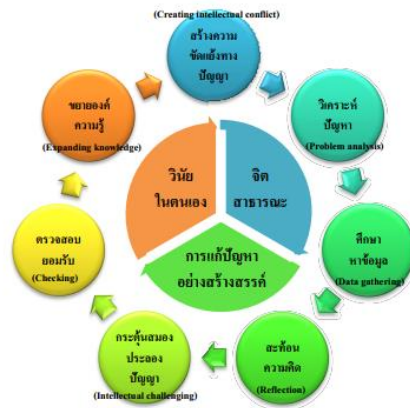 (Creating intellectual conflict)
สร้างความ
ขัดแย้งทาง
ปัญญา
วิเคราะห์
ปัญหา
(Problem analysis)
ศึกษา
หาข้อมูล
(Data gathering)
สะท้อน
ความคิด
(Reflection)
กระตุ้นสมอง
ประลอง
ปัญญา
(Intellectual challenging)
ตรวจสอบ
ยอมรับ
(Checking)
ขยายองค์
ความรู้
(Expanding knowledge)
วินัย
ในตนเอง
จิต
สาธารณะ
การแก้ปัญหา
อย่างสร้างสรรค์